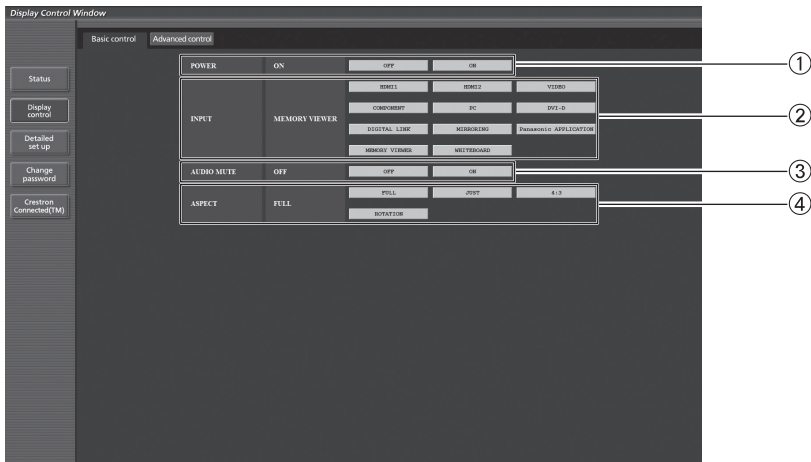 Display Control Window
Basic control Advanced control
POWER ON OFF ON ①
Status
HDMI1 HDMI2 VIDEO
Display control
INPUT MEMORY VIEWER COMPONENT PC DVI-D ②
DIGITAL LINK MIRRORING Panasonic APPLICATION
Detailed set up
MEMORY VIEWER WHITEBOARD
Change password
AUDIO MUTE OFF OFF ON ③
Crestron Connected(TM)
ASPECT FULL FULL JUST 4:3 ④
ROTATION